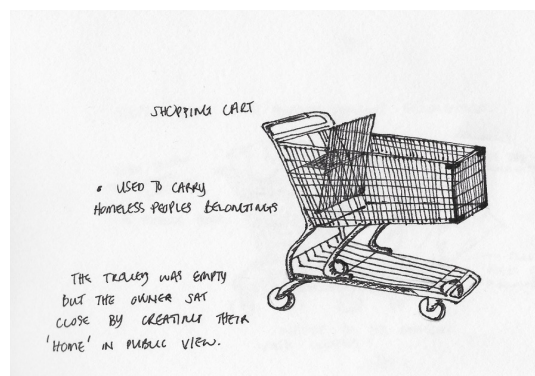 SHOPPING CART
• USED TO CARRY
HOMELESS PEOPLES BELONGINGS
THE TROLLEY WAS EMPTY
BUT THE OWNER SAT
CLOSE BY CREATING THEIR
'HOME' IN PUBLIC VIEW.